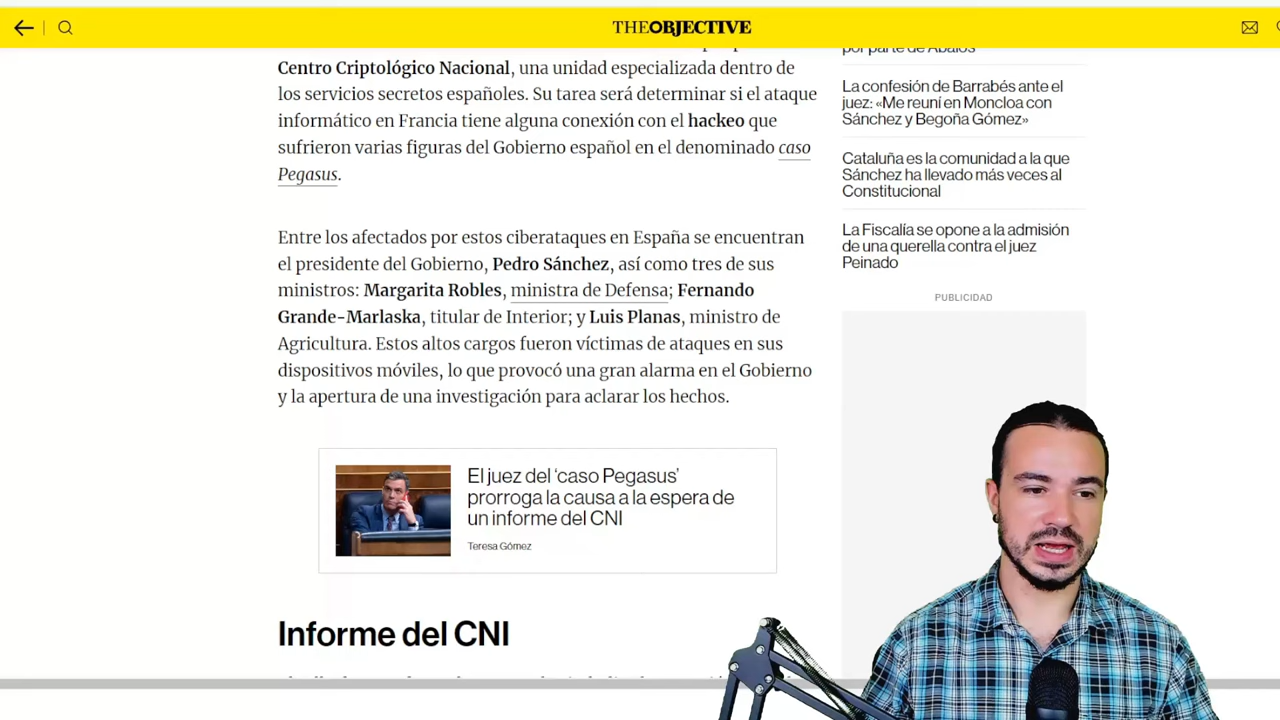 THEOBJECTIVE
Centro Criptológico Nacional, una unidad especializada dentro de
los servicios secretos españoles. Su tarea será determinar si el ataque
informático en Francia tiene alguna conexión con el hackeo que
sufrieron varias figuras del Gobierno español en el denominado caso
Pegasus.
Entre los afectados por estos ciberataques en España se encuentran
el presidente del Gobierno, Pedro Sánchez, así como tres de sus
ministros: Margarita Robles, ministra de Defensa; Fernando
Grande-Marlaska, titular de Interior; y Luis Planas, ministro de
Agricultura. Estos altos cargos fueron víctimas de ataques en sus
dispositivos móviles, lo que provocó una gran alarma en el Gobierno
y la apertura de una investigación para aclarar los hechos.
El juez del ‘caso Pegasus’
prorroga la causa a la espera de
un informe del CNI
Teresa Gómez
Informe del CNI
por parte de Ábalos
La confesión de Barrabés ante el
juez: «Me reuní en Moncloa con
Sánchez y Begoña Gómez»
Cataluña es la comunidad a la que
Sánchez ha llevado más veces al
Constitucional
La Fiscalía se opone a la admisión
de una querella contra el juez
Peinado
PUBLICIDAD